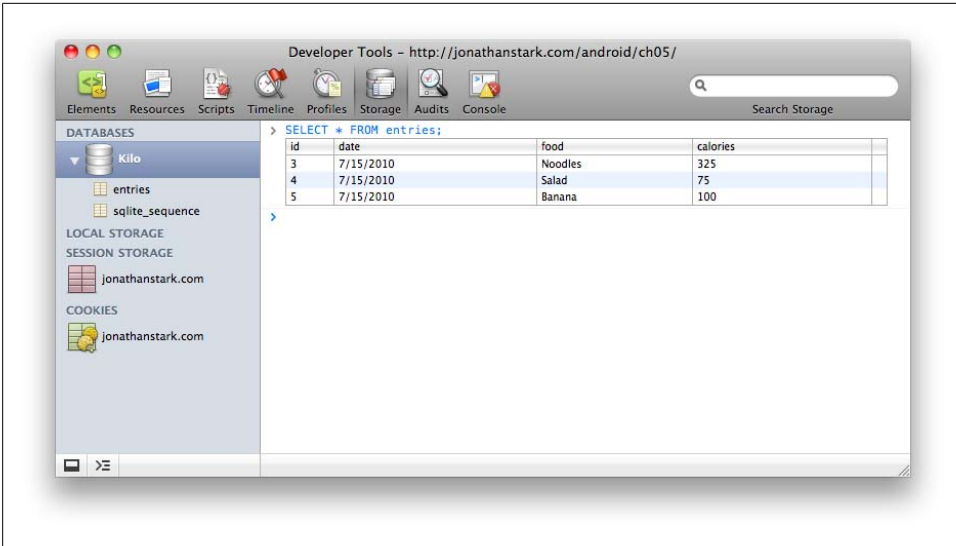 Developer Tools – http://jonathanstark.com/android/ch05/
Elements Resources Scripts Timeline Profiles Storage Audits Console Search Storage
DATABASES
Kilo
entries
sqlite_sequence
LOCAL STORAGE
SESSION STORAGE
jonathanstark.com
COOKIES
jonathanstark.com
> SELECT * FROM entries;
id date food calories
3 7/15/2010 Noodles 325
4 7/15/2010 Salad 75
5 7/15/2010 Banana 100
>